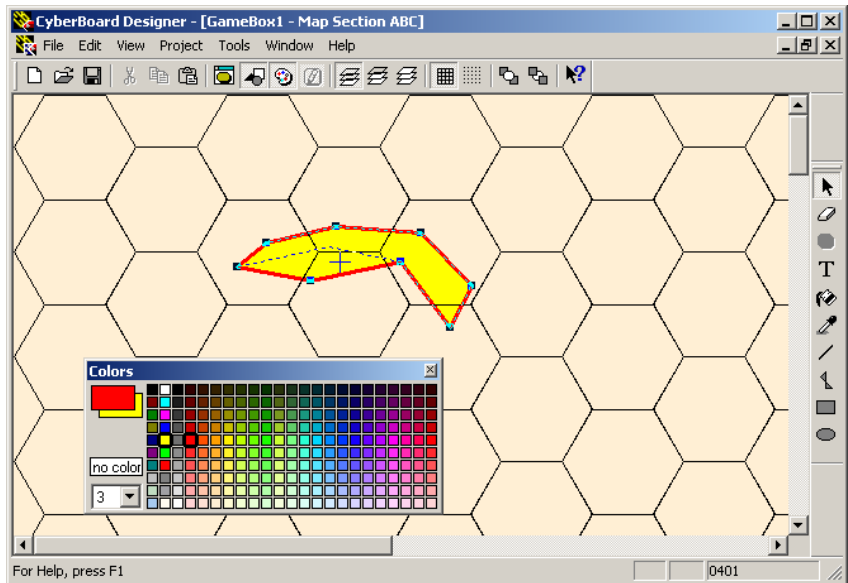 CyberBoard Designer - [GameBox1 - Map Section ABC]
File Edit View Project Tools Window Help
T
Colors
no color
3
For Help, press F1
0401